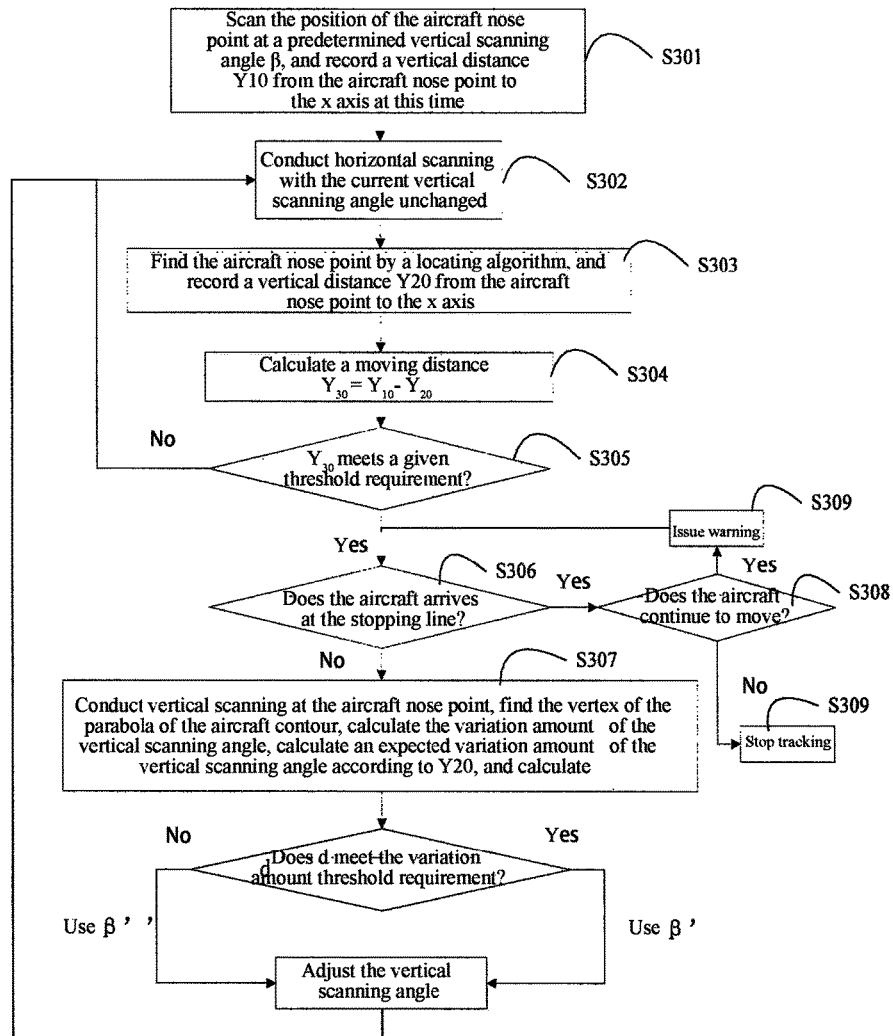 Scan the position of the aircraft nose
point at a predetermined vertical scanning
angle β, and record a vertical distance
Y10 from the aircraft nose point to
the x axis at this time
S301
Conduct horizontal scanning
with the current vertical
scanning angle unchanged
S302
Find the aircraft nose point by a locating algorithm, and
record a vertical distance Y20 from the aircraft
nose point to the x axis
S303
Calculate a moving distance
Y30 = Y10 - Y20
S304
No
Y30 meets a given
threshold requirement?
S305
S309
Issue warning
Yes
Yes
S306
Yes
S308
Does the aircraft arrives
at the stopping line?
Does the aircraft
continue to move?
No
S307
No
S309
Stop tracking
Conduct vertical scanning at the aircraft nose point, find the vertex of the
parabola of the aircraft contour, calculate the variation amount of the
vertical scanning angle, calculate an expected variation amount of the
vertical scanning angle according to Y20, and calculate
No
Yes
Does d meet the variation
d
amount threshold requirement?
Use β ’ ’
Use β ’
Adjust the vertical
scanning angle